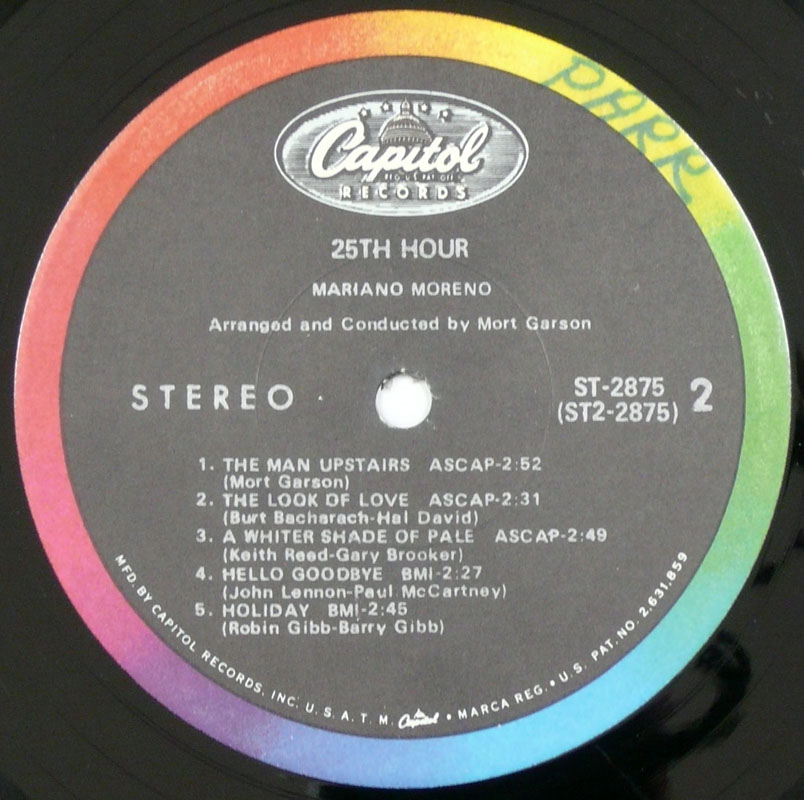 PARR
Capitol
REG. U.S. PAT. OFF.
RECORDS
25TH HOUR
MARIANO MORENO
Arranged and Conducted by Mort Garson
STEREO
ST-2875
(ST2-2875)
2
1. THE MAN UPSTAIRS ASCAP-2:52
(Mort Garson)
2. THE LOOK OF LOVE ASCAP-2:31
(Burt Bacharach-Hal David)
3. A WHITER SHADE OF PALE ASCAP-2:49
(Keith Reed-Gary Brooker)
4. HELLO GOODBYE BMI-2:27
(John Lennon-Paul McCartney)
5. HOLIDAY BMI-2:45
(Robin Gibb-Barry Gibb)
MFD. BY CAPITOL RECORDS, INC. U. S. A. T. M. Capitol • MARCA REG. • U.S. PAT. NO. 2,631,859